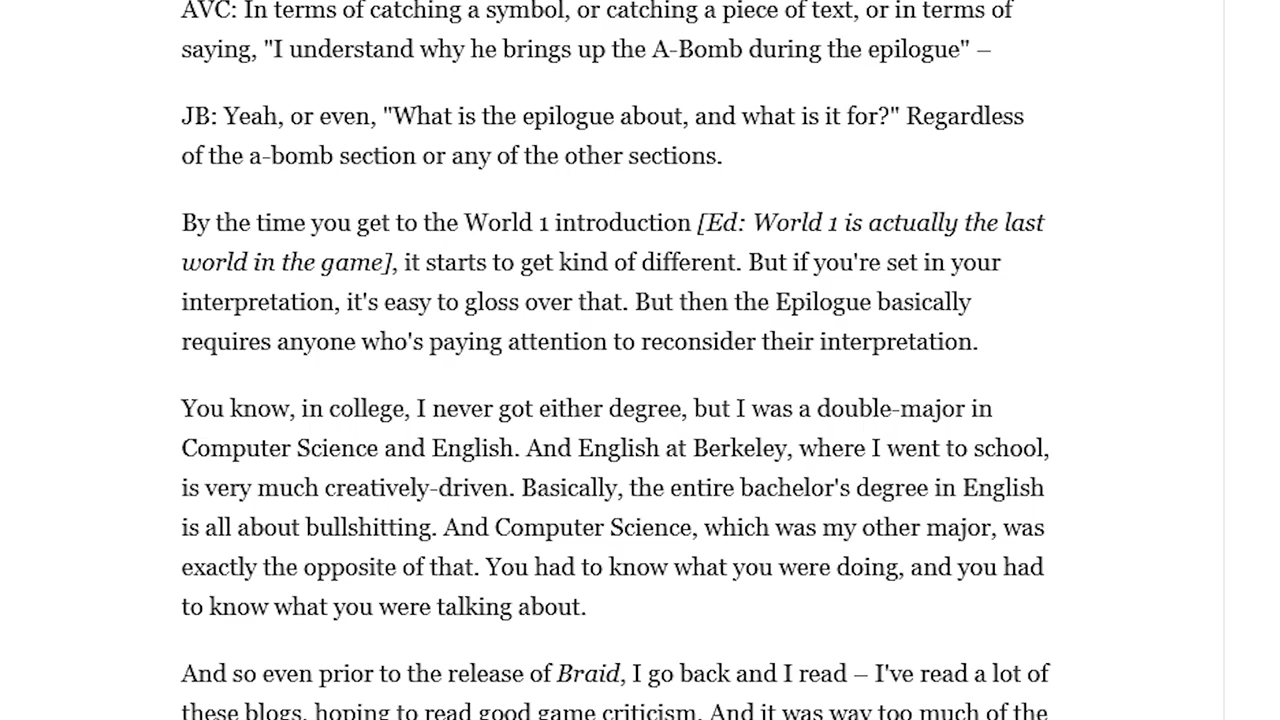 AVC: In terms of catching a symbol, or catching a piece of text, or in terms of
saying, "I understand why he brings up the A-Bomb during the epilogue" –
JB: Yeah, or even, "What is the epilogue about, and what is it for?" Regardless
of the a-bomb section or any of the other sections.
By the time you get to the World 1 introduction [Ed: World 1 is actually the last
world in the game], it starts to get kind of different. But if you're set in your
interpretation, it's easy to gloss over that. But then the Epilogue basically
requires anyone who's paying attention to reconsider their interpretation.
You know, in college, I never got either degree, but I was a double-major in
Computer Science and English. And English at Berkeley, where I went to school,
is very much creatively-driven. Basically, the entire bachelor's degree in English
is all about bullshitting. And Computer Science, which was my other major, was
exactly the opposite of that. You had to know what you were doing, and you had
to know what you were talking about.
And so even prior to the release of Braid, I go back and I read – I've read a lot of
these blogs, hoping to read good game criticism. And it was way too much of the